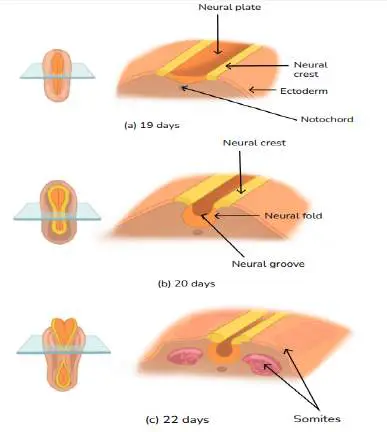 Neural plate
Neural
crest
Ectoderm
Notochord
(a) 19 days
Neural crest
Neural fold
Neural groove
(b) 20 days
(c) 22 days
Somites